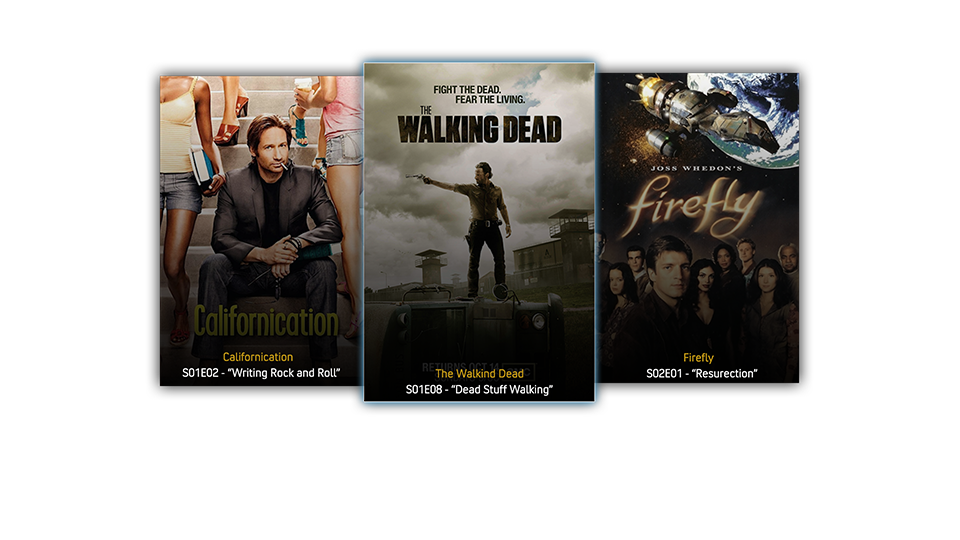 Californication
Californication
S01E02 - “Writing Rock and Roll”
FIGHT THE DEAD.
FEAR THE LIVING.
THE
WALKING DEAD
RETURNS OCT 14
The Walkind Dead
S01E08 - “Dead Stuff Walking”
JOSS WHEDON'S
firefly
Firefly
S02E01 - “Resurection”